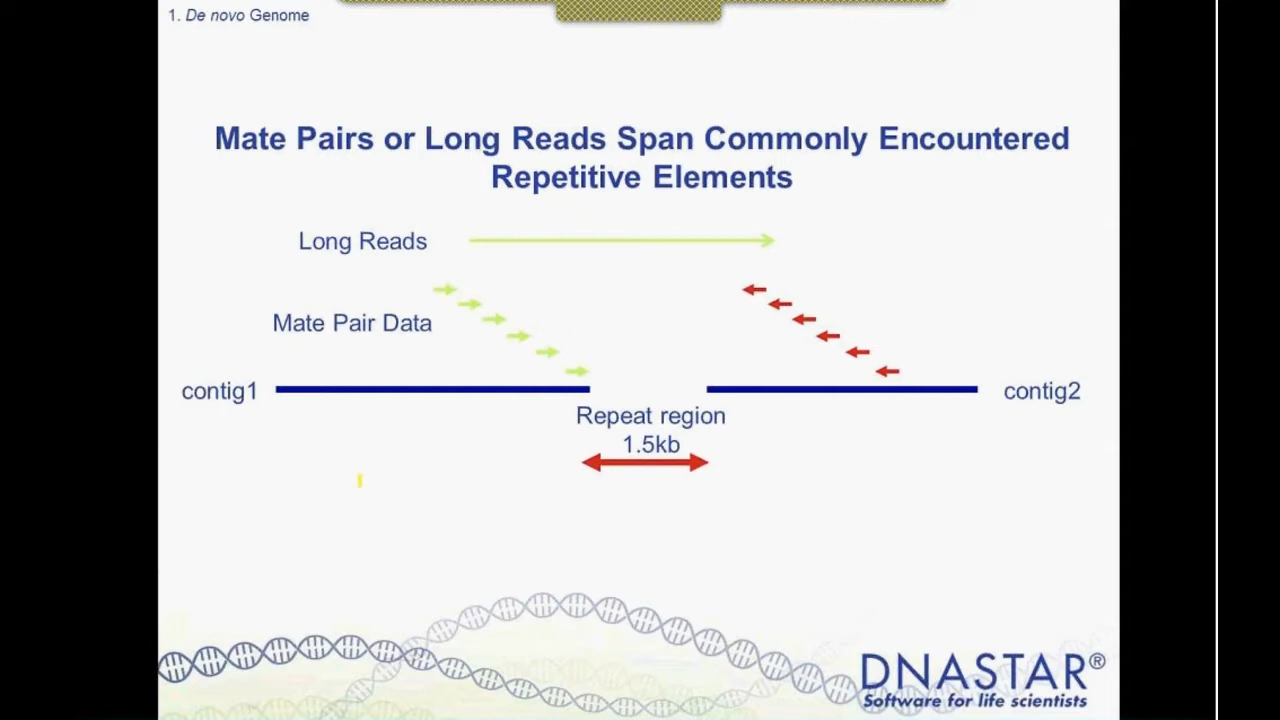 1. De novo Genome
Mate Pairs or Long Reads Span Commonly Encountered
Repetitive Elements
Long Reads
Mate Pair Data
contig1
contig2
Repeat region
1.5kb
DNASTAR®
Software for life scientists